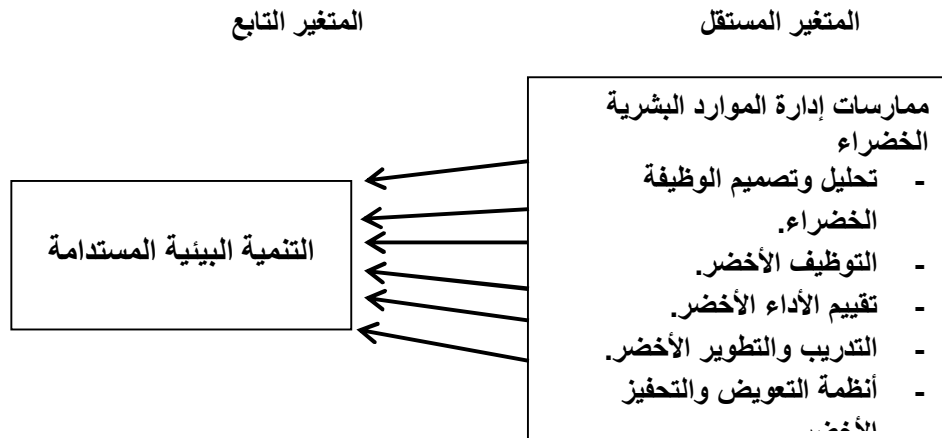 المتغير المستقل
المتغير التابع
ممارسات إدارة الموارد البشرية
الخضراء
- تحليل وتصميم الوظيفة
الخضراء.
- التوظيف الأخضر.
- تقييم الأداء الأخضر.
- التدريب والتطوير الأخضر.
- أنظمة التعويض والتحفيز
التنمية البيئية المستدامة